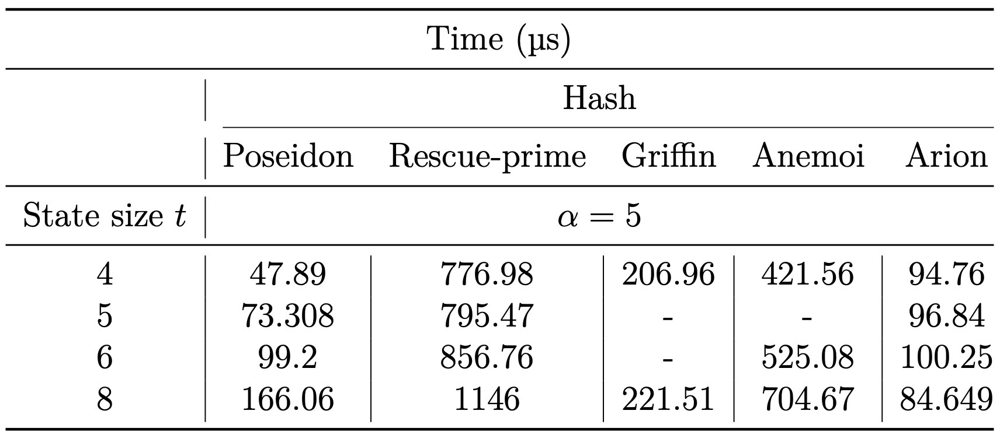 Time (µs)
Hash
Poseidon Rescue-prime Griffin Anemoi Arion
State size t α = 5
4 47.89 776.98 206.96 421.56 94.76
5 73.308 795.47 - - 96.84
6 99.2 856.76 - 525.08 100.25
8 166.06 1146 221.51 704.67 84.649